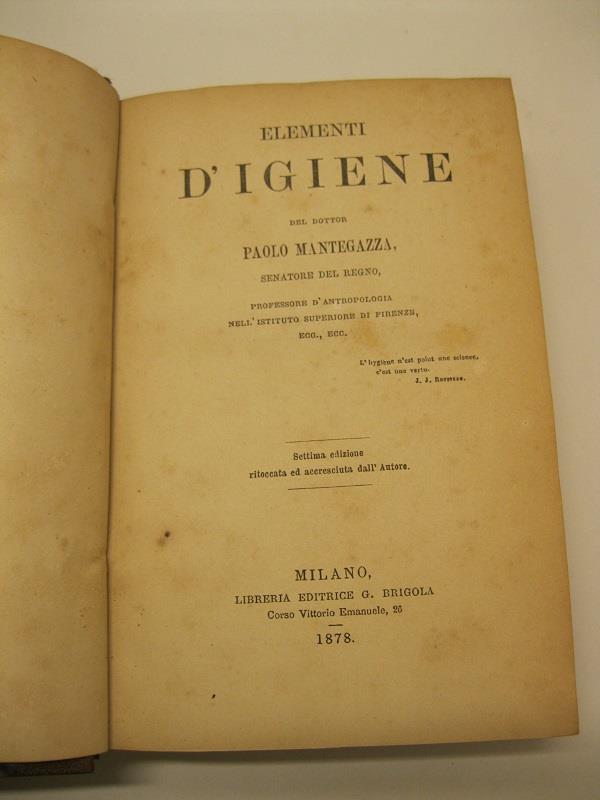 ELEMENTI
D'IGIENE
DEL DOTTOR
PAOLO MANTEGAZZA,
SENATORE DEL REGNO,
PROFESSORE D'ANTROPOLOGIA
NELL'ISTITUTO SUPERIORE DI FIRENZE,
ECC., ECC.
L'hygiène n'est point une science,
c'est une vertu.
J. J. Rousseau.
Settima edizione
ritoccata ed accresciuta dall'Autore.
MILANO,
LIBRERIA EDITRICE G. BRIGOLA
Corso Vittorio Emanuele, 26
1878.